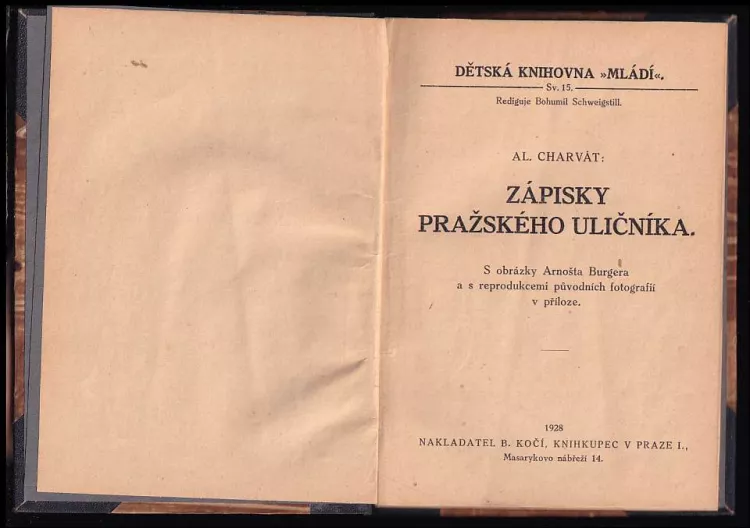 DĚTSKÁ KNIHOVNA »MLÁDÍ«.
Sv. 15.
Rediguje Bohumil Schweigstill.
AL. CHARVÁT:
ZÁPISKY
PRAŽSKÉHO ULIČNÍKA.
S obrázky Arnošta Burgera
a s reprodukcemi původních fotografií
v příloze.
1928
NAKLADATEL B. KOČÍ, KNIHKUPEC V PRAZE I.,
Masarykovo nábřeží 14.